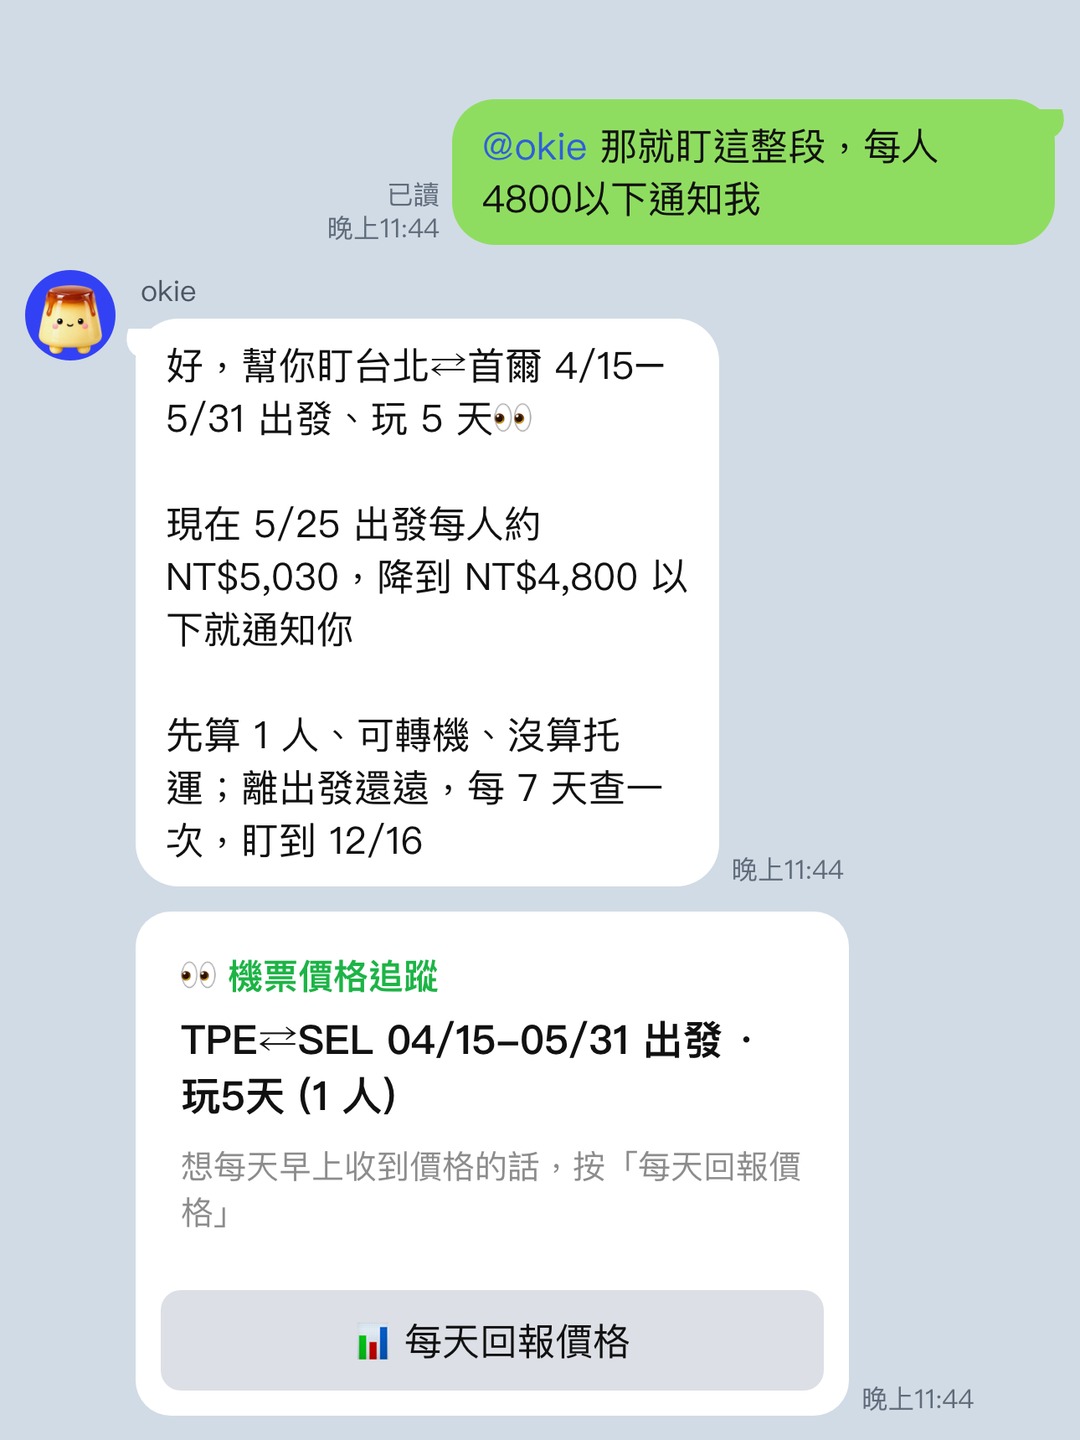 @okie 那就盯這整段，每人
4800以下通知我
已讀
晚上11:44
okie
好，幫你盯台北⇄首爾 4/15–
5/31 出發、玩 5 天👀
現在 5/25 出發每人約
NT$5,030，降到 NT$4,800 以
下就通知你
先算 1 人、可轉機、沒算托
運；離出發還遠，每 7 天查一
次，盯到 12/16
晚上11:44
👀 機票價格追蹤
TPE⇄SEL 04/15–05/31 出發 ·
玩5天 (1 人)
想每天早上收到價格的話，按「每天回報價
格」
📊 每天回報價格
晚上11:44